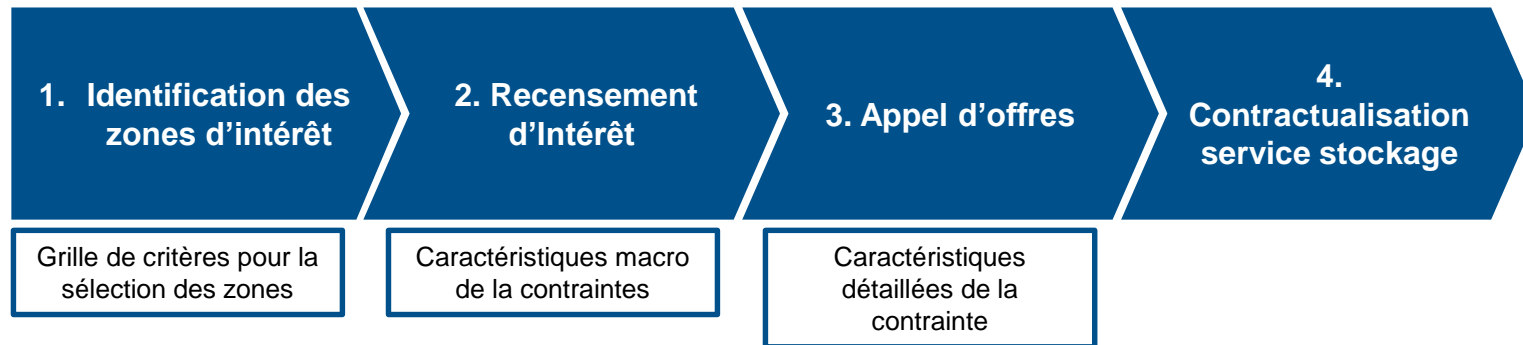 1. Identification des
zones d'intérêt
2. Recensement
d'Intérêt
3. Appel d'offres
4.
Contractualisation
service stockage
Grille de critères pour la
sélection des zones
Caractéristiques macro
de la contraintes
Caractéristiques
détaillées de la
contrainte